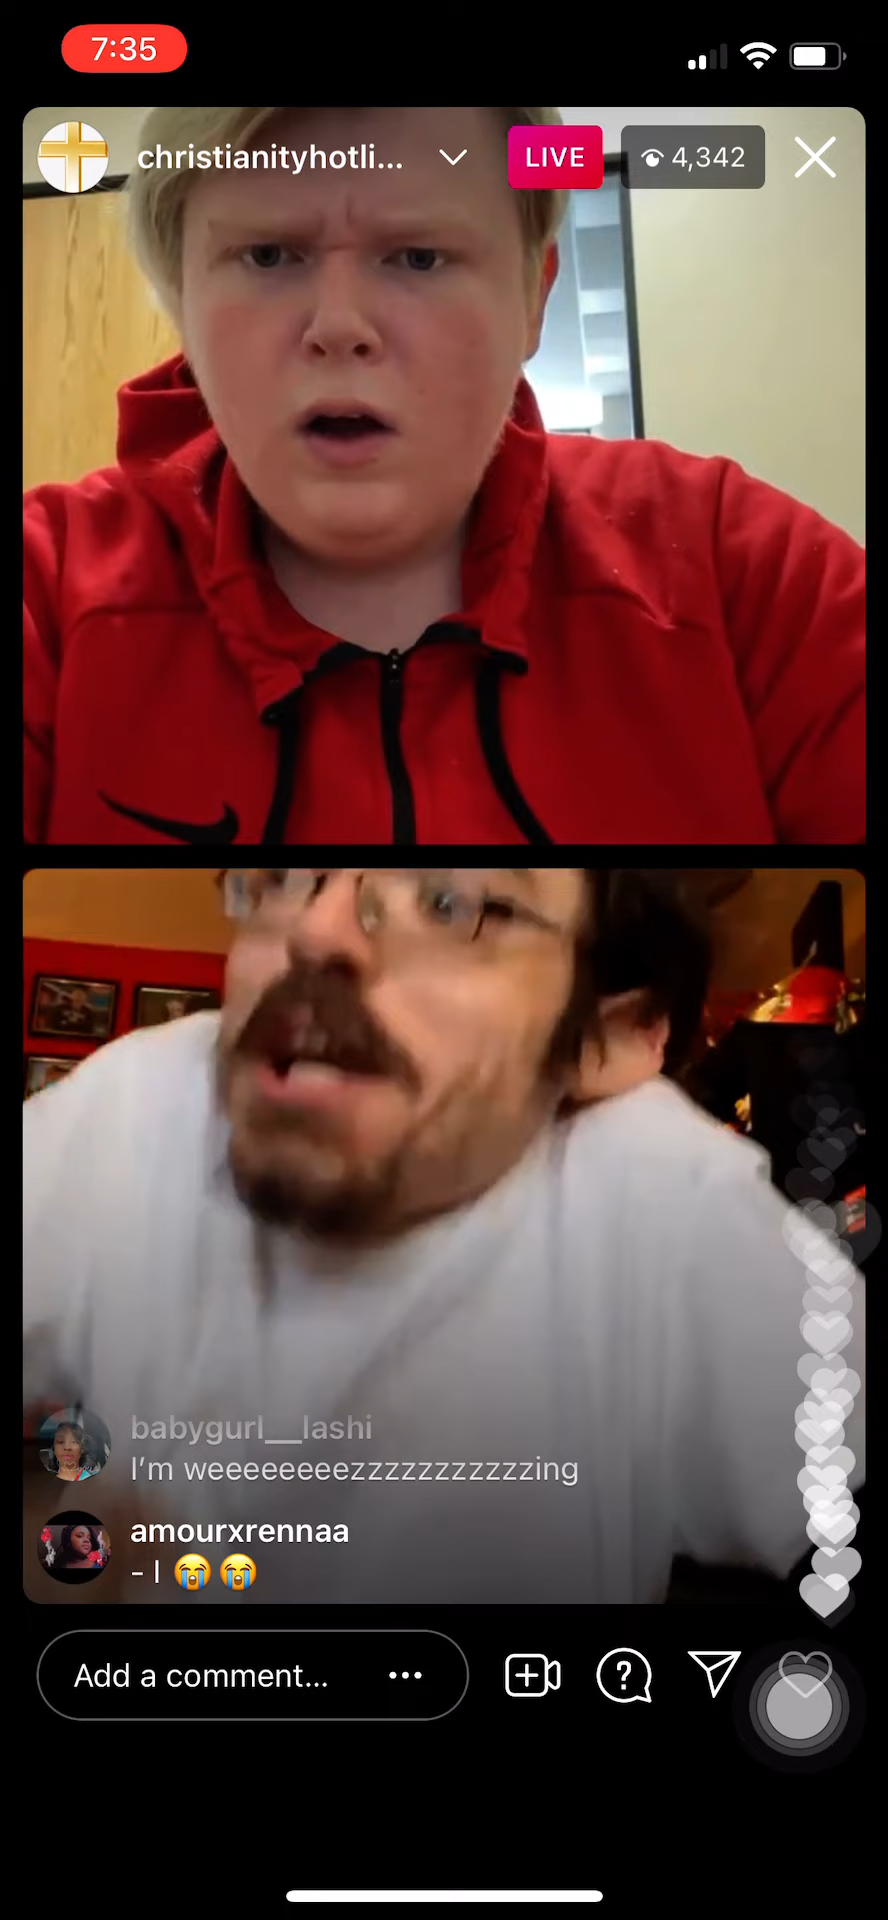 7:35
christianityhotli...
LIVE
4,342
babygurl__lashi
I'm weeeeeeeezzzzzzzzzzzing
amourxrennaa
- I 😭😭
Add a comment...